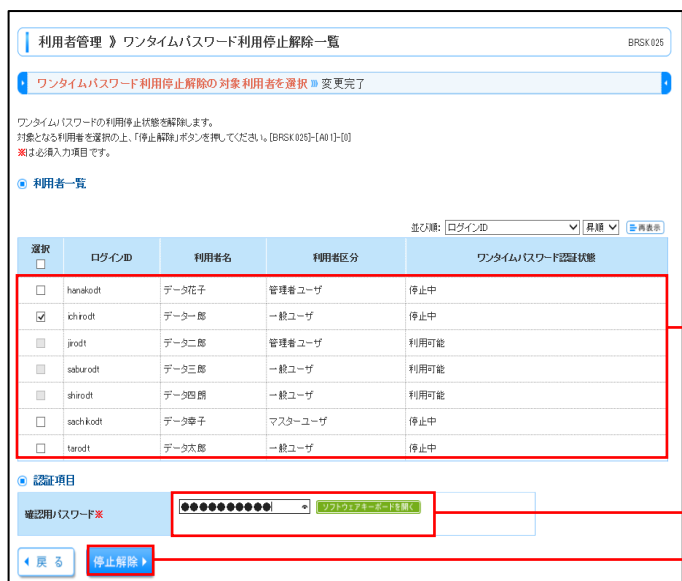 利用者管理 》 ワンタイムパスワード利用停止解除一覧 BRSK025
ワンタイムパスワード利用停止解除の対象利用者を選択 》 変更完了
ワンタイムパスワードの利用停止状態を解除します。
対象となる利用者を選択の上、「停止解除」ボタンを押してください。[BRSK025]-[A01]-[0]
※は必須入力項目です。
利用者一覧
並び順: ログインID 昇順 再表示
選択 ログインID 利用者名 利用者区分 ワンタイムパスワード認証状態
hanakodt データ花子 管理者ユーザ 停止中
ichirodt データ一郎 一般ユーザ 停止中
jirodt データ二郎 管理者ユーザ 利用可能
saburodt データ三郎 一般ユーザ 利用可能
shirodt データ四朗 一般ユーザ 利用可能
sachikodt データ幸子 マスターユーザ 停止中
tarodt データ太郎 一般ユーザ 停止中
認証項目
確認用パスワード※ ●●●●●●●●●● ソフトウェアキーボードを開く
戻る 停止解除